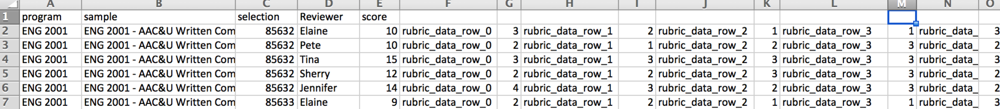 A B C D E F G H I J K L M N O
1 program sample selection Reviewer score
2 ENG 2001 ENG 2001 - AAC&U Written Com 85632 Elaine 10 rubric_data_row_0 3 rubric_data_row_1 2 rubric_data_row_2 1 rubric_data_row_3 1 rubric_data_ 3
3 ENG 2001 ENG 2001 - AAC&U Written Com 85632 Pete 10 rubric_data_row_0 2 rubric_data_row_1 1 rubric_data_row_2 2 rubric_data_row_3 3 rubric_data_ 2
4 ENG 2001 ENG 2001 - AAC&U Written Com 85632 Tina 15 rubric_data_row_0 3 rubric_data_row_1 3 rubric_data_row_2 3 rubric_data_row_3 3 rubric_data_ 3
5 ENG 2001 ENG 2001 - AAC&U Written Com 85632 Sherry 12 rubric_data_row_0 2 rubric_data_row_1 2 rubric_data_row_2 3 rubric_data_row_3 3 rubric_data_ 2
6 ENG 2001 ENG 2001 - AAC&U Written Com 85632 Jennifer 14 rubric_data_row_0 4 rubric_data_row_1 3 rubric_data_row_2 2 rubric_data_row_3 3 rubric_data_ 2
7 ENG 2001 ENG 2001 - AAC&U Written Com 85633 Elaine 9 rubric_data_row_0 2 rubric_data_row_1 2 rubric_data_row_2 1 rubric_data_row_3 1 rubric_data_ 3